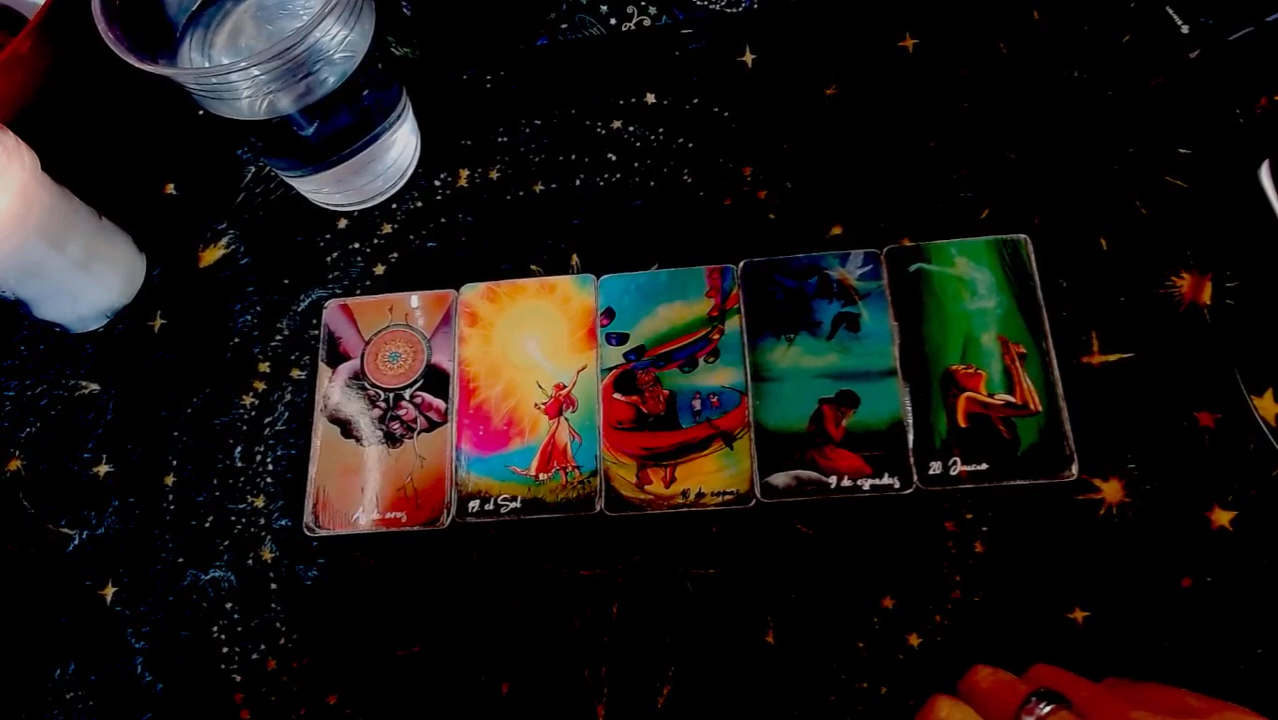 As de oros
19. el Sol
10 de copas
9 de espadas
20. Juicio